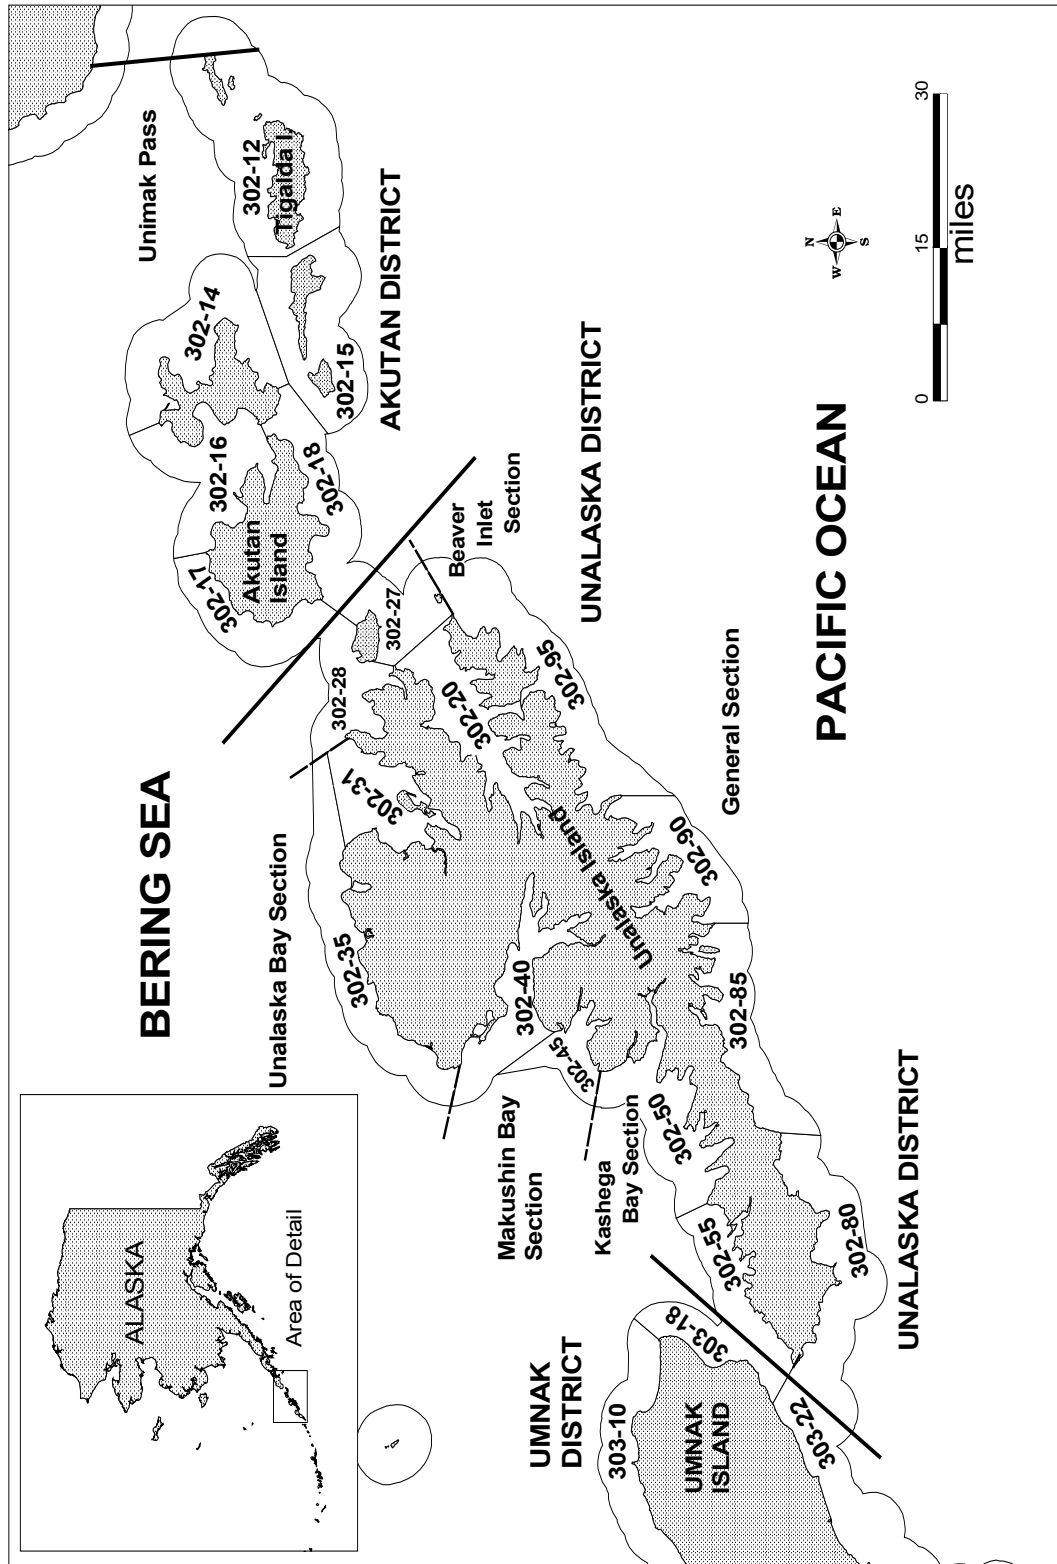 BERING SEA
Unimak Pass
302-12
Tigalda I.
302-14
302-15
AKUTAN DISTRICT
302-16
302-17
302-18
Akutan
Island
302-27
302-28
Beaver
Inlet
Section
UNALASKA DISTRICT
302-20
302-95
302-31
Unalaska Bay Section
302-35
Unalaska Island
302-90
General Section
302-40
302-45
302-85
Makushin Bay
Section
Kashega
Bay Section
302-50
302-55
302-80
UNALASKA DISTRICT
303-18
UMNAK
DISTRICT
303-10
UMNAK
ISLAND
303-22
PACIFIC OCEAN
N
E
S
W
0
15
30
miles
ALASKA
Area of Detail